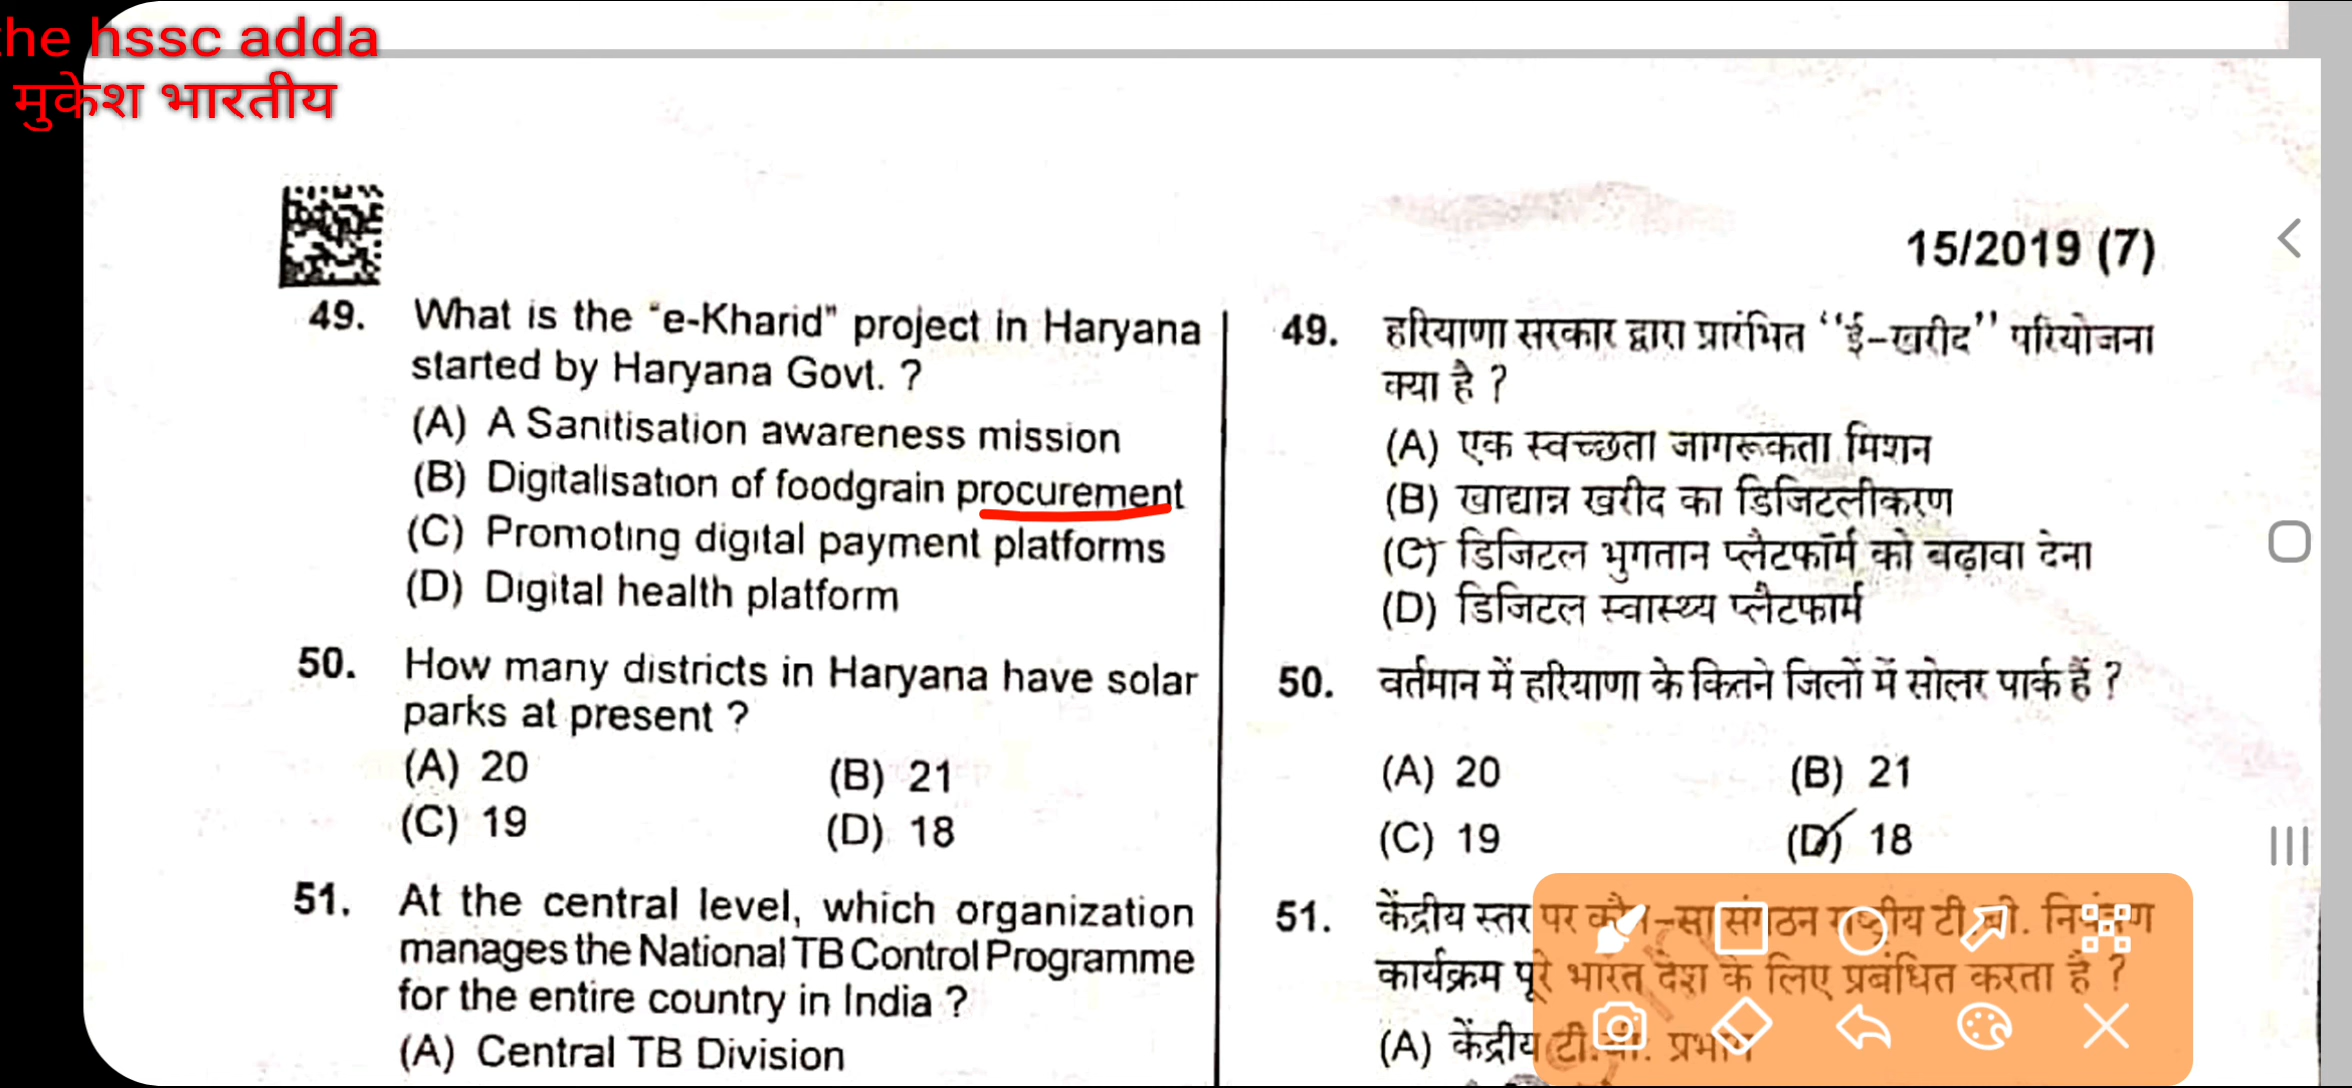 the hssc adda
मुकेश भारतीय
15/2019 (7)
49. What is the "e-Kharid" project in Haryana
started by Haryana Govt. ?
(A) A Sanitisation awareness mission
(B) Digitalisation of foodgrain procurement
(C) Promoting digital payment platforms
(D) Digital health platform
50. How many districts in Haryana have solar
parks at present ?
(A) 20 (B) 21
(C) 19 (D) 18
51. At the central level, which organization
manages the National TB Control Programme
for the entire country in India ?
(A) Central TB Division
49. हरियाणा सरकार द्वारा प्रारंभित ‘‘ई-खरीद’’ परियोजना
क्या है ?
(A) एक स्वच्छता जागरूकता मिशन
(B) खाद्यान्न खरीद का डिजिटलीकरण
(C) डिजिटल भुगतान प्लैटफॉर्म को बढ़ावा देना
(D) डिजिटल स्वास्थ्य प्लैटफार्म
50. वर्तमान में हरियाणा के कितने जिलों में सोलर पार्क हैं ?
(A) 20 (B) 21
(C) 19 (D) 18
51. केंद्रीय स्तर पर कौन-सा संगठन राष्ट्रीय टी.बी. नियंत्रण
कार्यक्रम पूरे भारत देश के लिए प्रबंधित करता है ?
(A) केंद्रीय टी.बी. प्रभाग